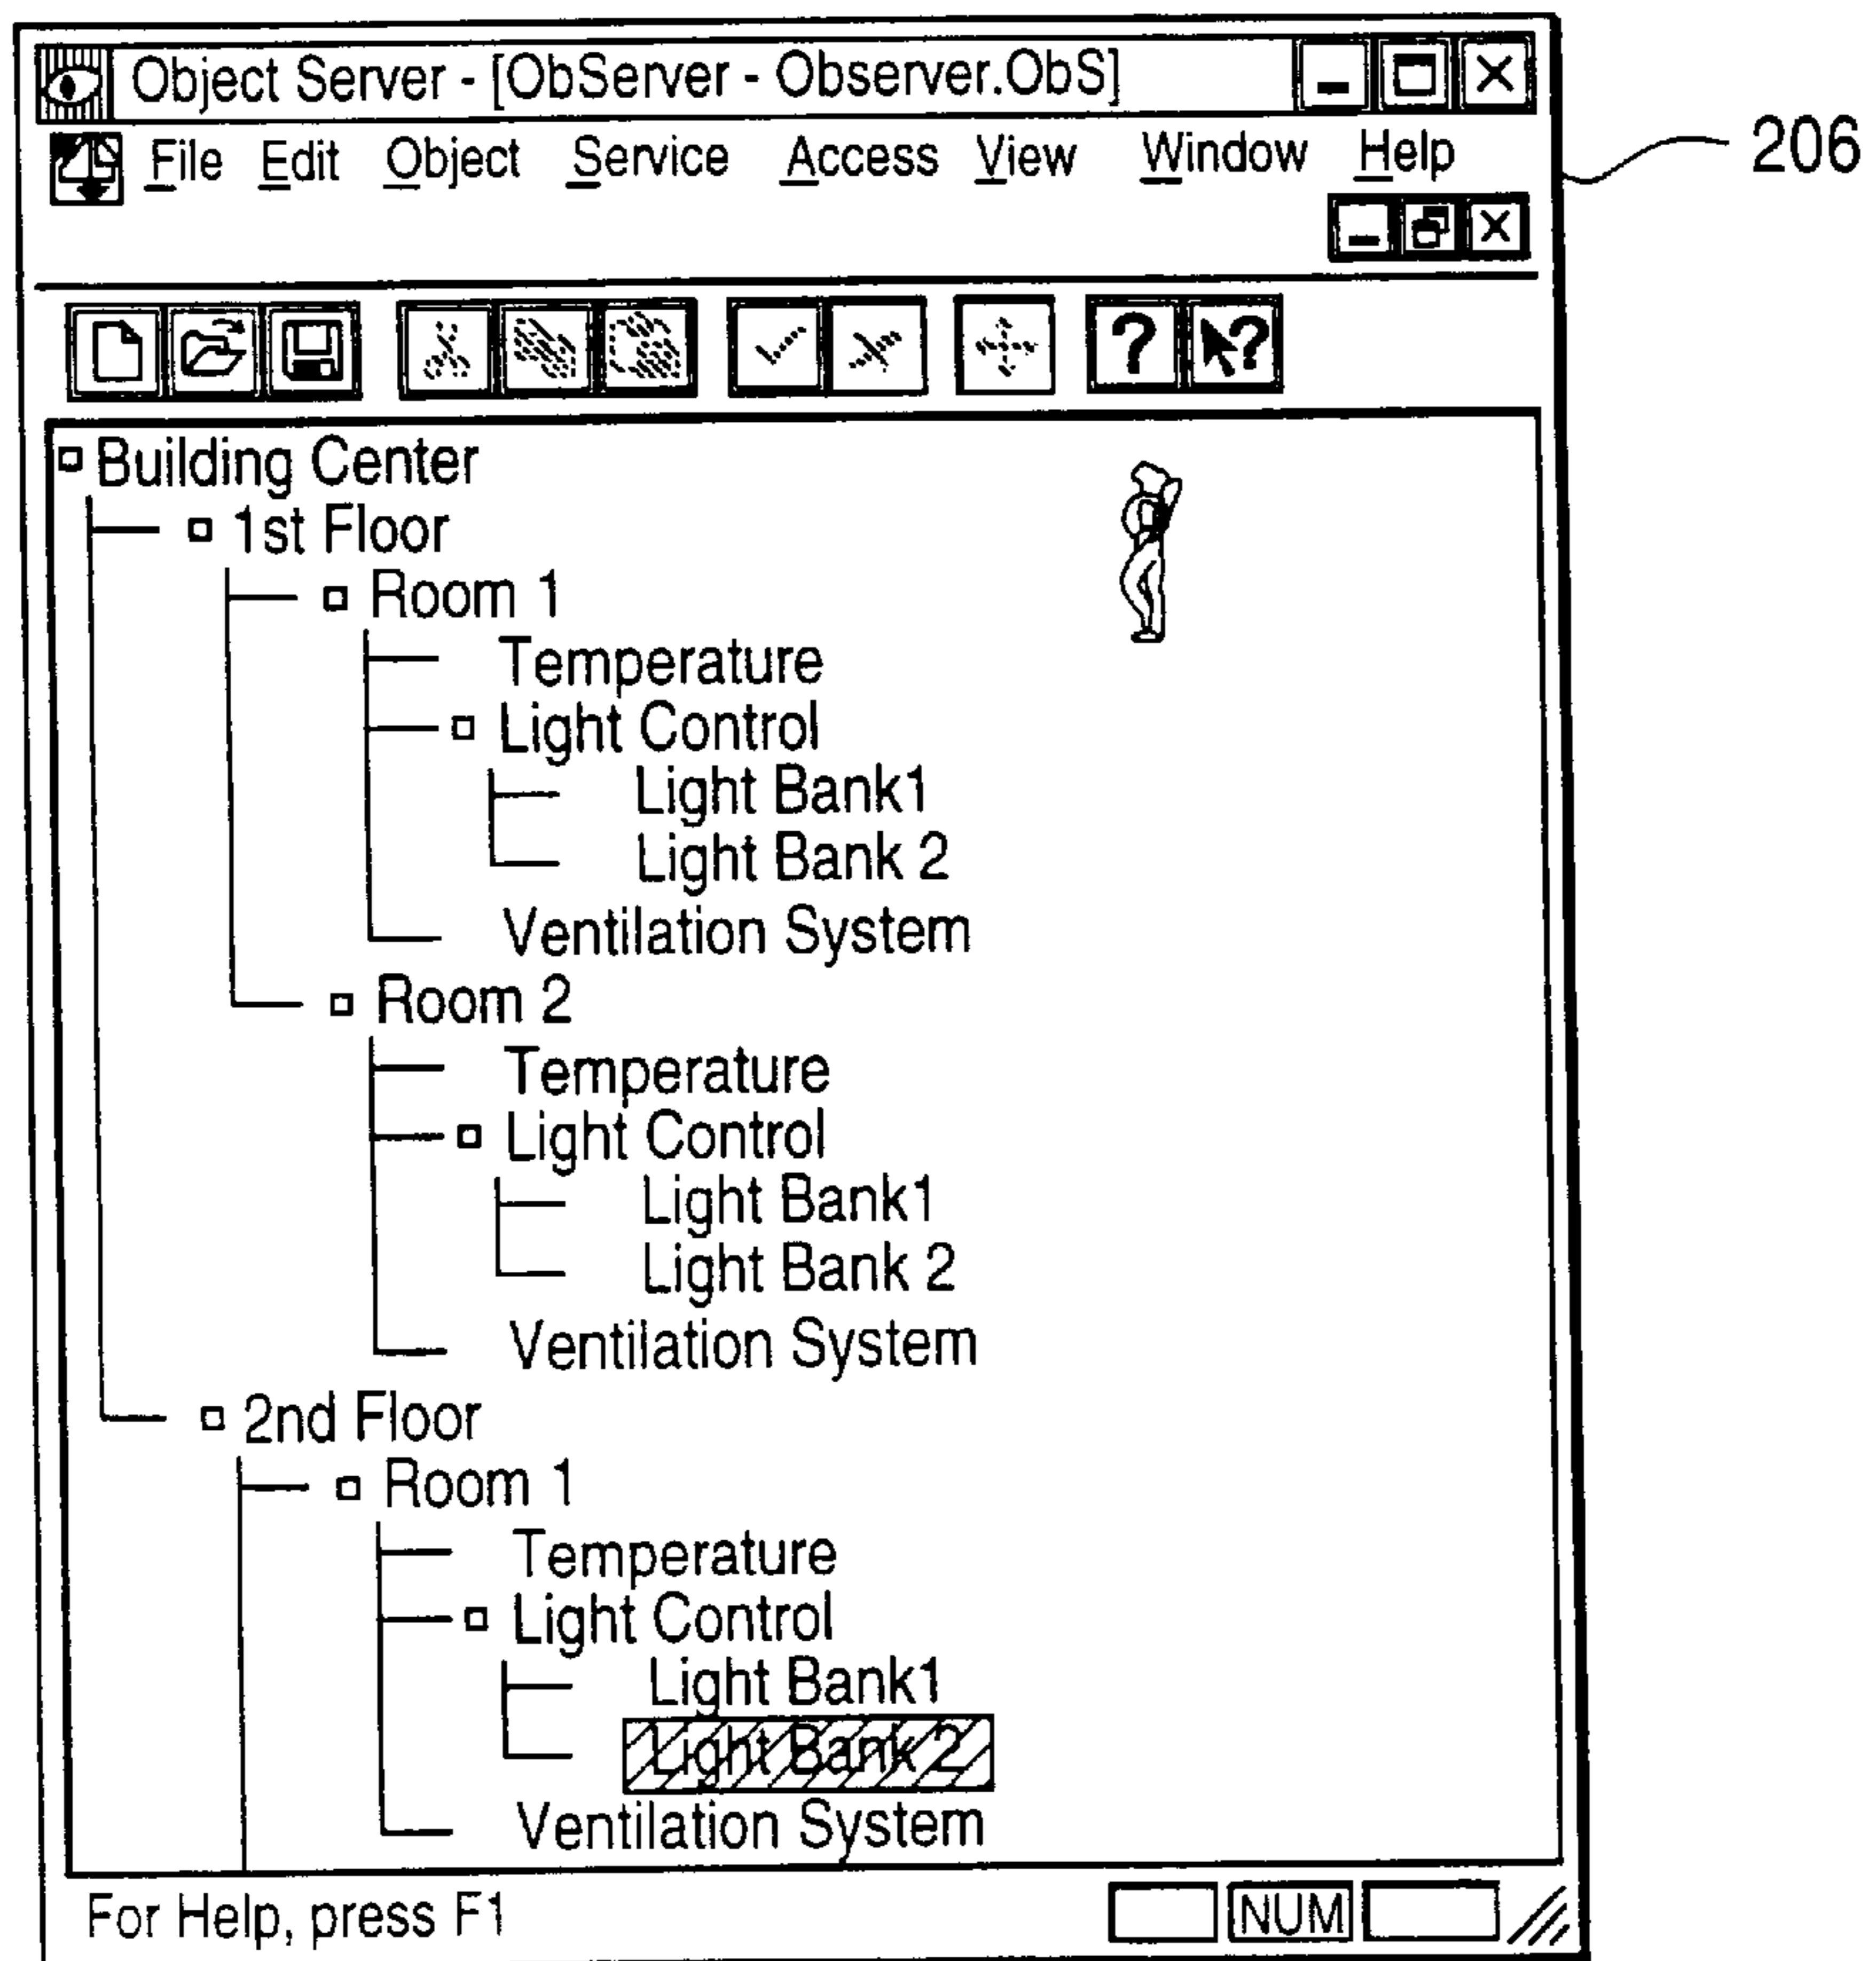 Object Server - [ObServer - Observer.ObS]
File Edit Object Service Access View Window Help
206
Building Center
1st Floor
Room 1
Temperature
Light Control
Light Bank1
Light Bank 2
Ventilation System
Room 2
Temperature
Light Control
Light Bank1
Light Bank 2
Ventilation System
2nd Floor
Room 1
Temperature
Light Control
Light Bank1
Light Bank 2
Ventilation System
For Help, press F1 NUM